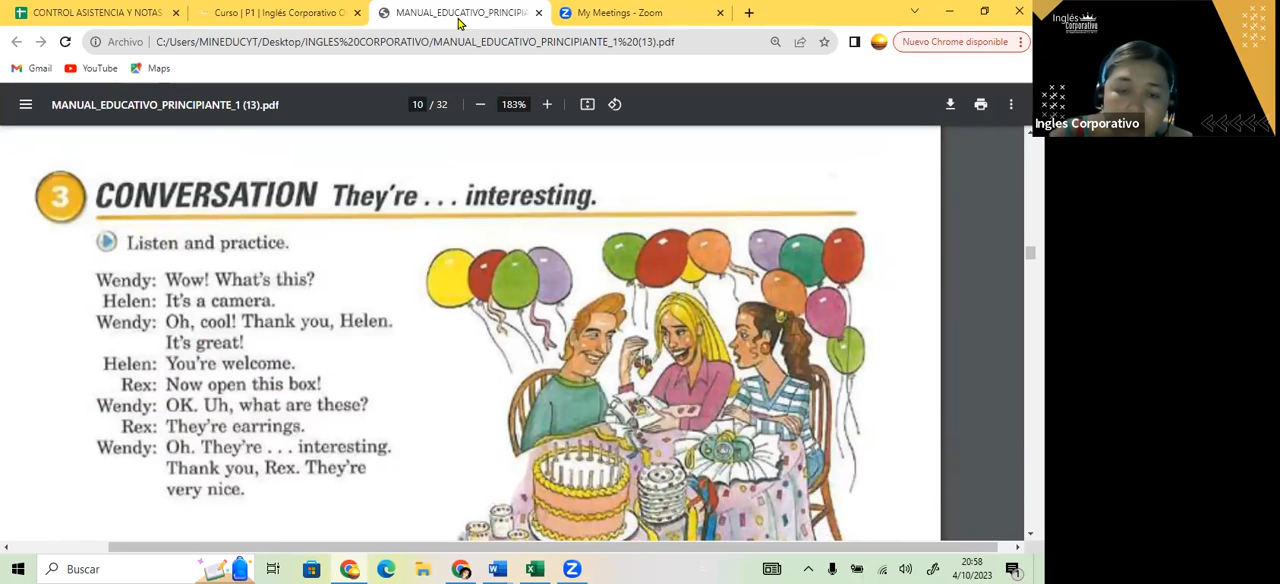 CONTROL ASISTENCIA Y NOTAS
Curso | P1 | Inglés Corporativo C
MANUAL_EDUCATIVO_PRINCIPIA
My Meetings - Zoom
Archivo
C:/Users/MINEDUCYT/Desktop/INGLES%20CORPORATIVO/MANUAL_EDUCATIVO_PRINCIPIANTE_1%20(13).pdf
Nuevo Chrome disponible
Gmail
YouTube
Maps
MANUAL_EDUCATIVO_PRINCIPIANTE_1 (13).pdf
10 / 32
183%
Inglés
Corporativo
Ingles Corporativo
3 CONVERSATION They're . . . interesting.
Listen and practice.
Wendy: Wow! What's this?
Helen: It's a camera.
Wendy: Oh, cool! Thank you, Helen.
It's great!
Helen: You're welcome.
Rex: Now open this box!
Wendy: OK. Uh, what are these?
Rex: They're earrings.
Wendy: Oh. They're . . . interesting.
Thank you, Rex. They're
very nice.
Buscar
20:58
4/10/2023